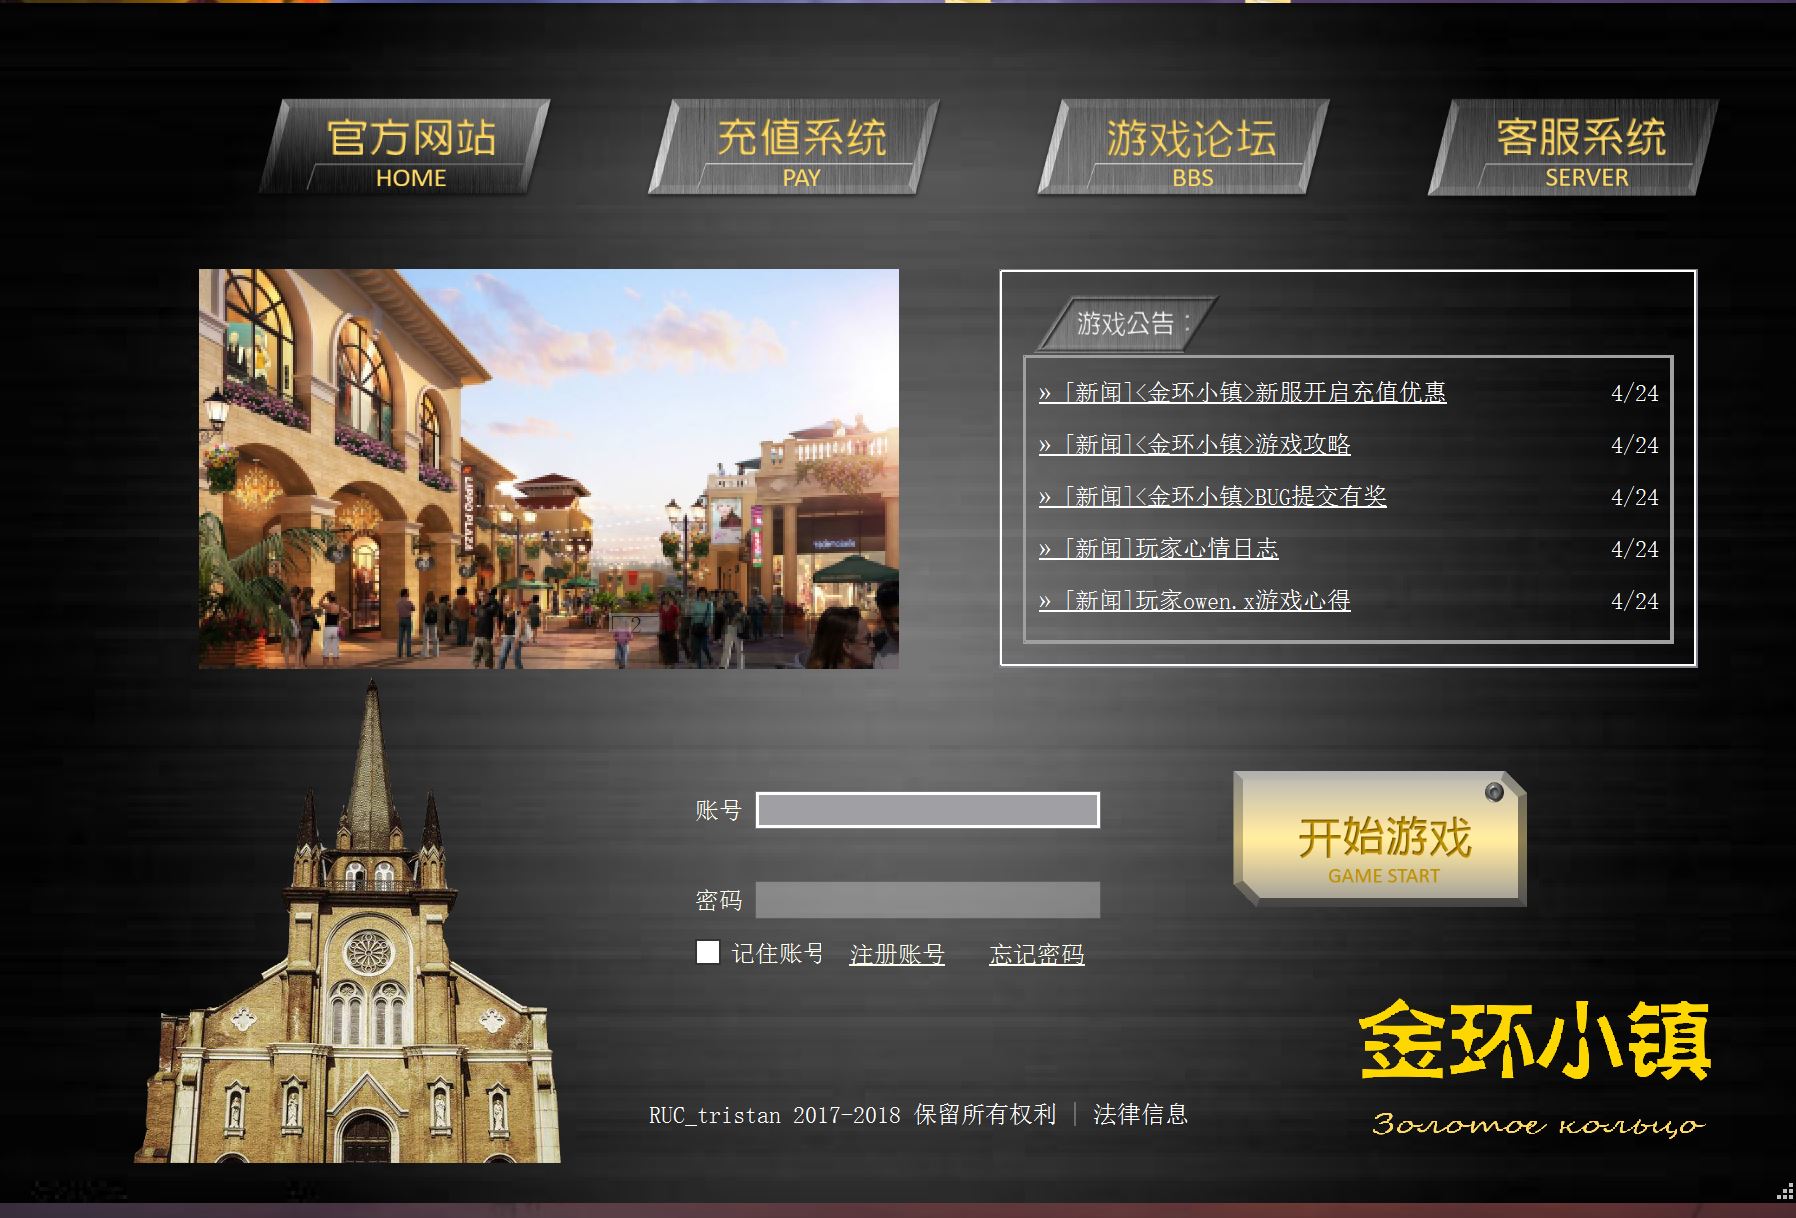 官方网站
HOME
充值系统
PAY
游戏论坛
BBS
客服系统
SERVER
LIPPO PLAZA
2
游戏公告：
» [新闻]<金环小镇>新服开启充值优惠 4/24
» [新闻]<金环小镇>游戏攻略 4/24
» [新闻]<金环小镇>BUG提交有奖 4/24
» [新闻]玩家心情日志 4/24
» [新闻]玩家owen.x游戏心得 4/24
账号
密码
记住账号 注册账号 忘记密码
开始游戏
GAME START
金环小镇
Золотое кольцо
RUC_tristan 2017-2018 保留所有权利 | 法律信息